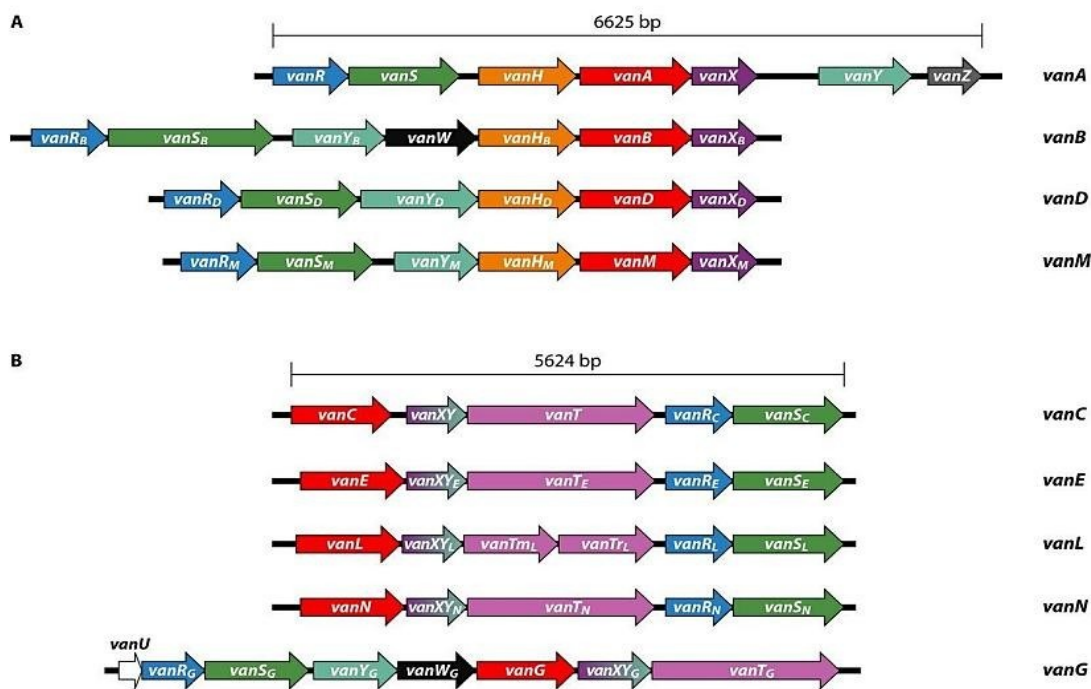 A
6625 bp
vanR vanS vanH vanA vanX vanY vanZ vanA
vanRB vanSB vanYB vanW vanHB vanB vanXB vanB
vanRD vanSD vanYD vanHD vanD vanXD vanD
vanRM vanSM vanYM vanHM vanM vanXM vanM
B
5624 bp
vanC vanXY vanT vanRC vanSC vanC
vanE vanXYE vanTE vanRE vanSE vanE
vanL vanXYL vanTmL vanTrL vanRL vanSL vanL
vanN vanXYN vanTN vanRN vanSN vanN
vanU
vanRG vanSG vanYG vanWG vanG vanXYG vanTG vanG